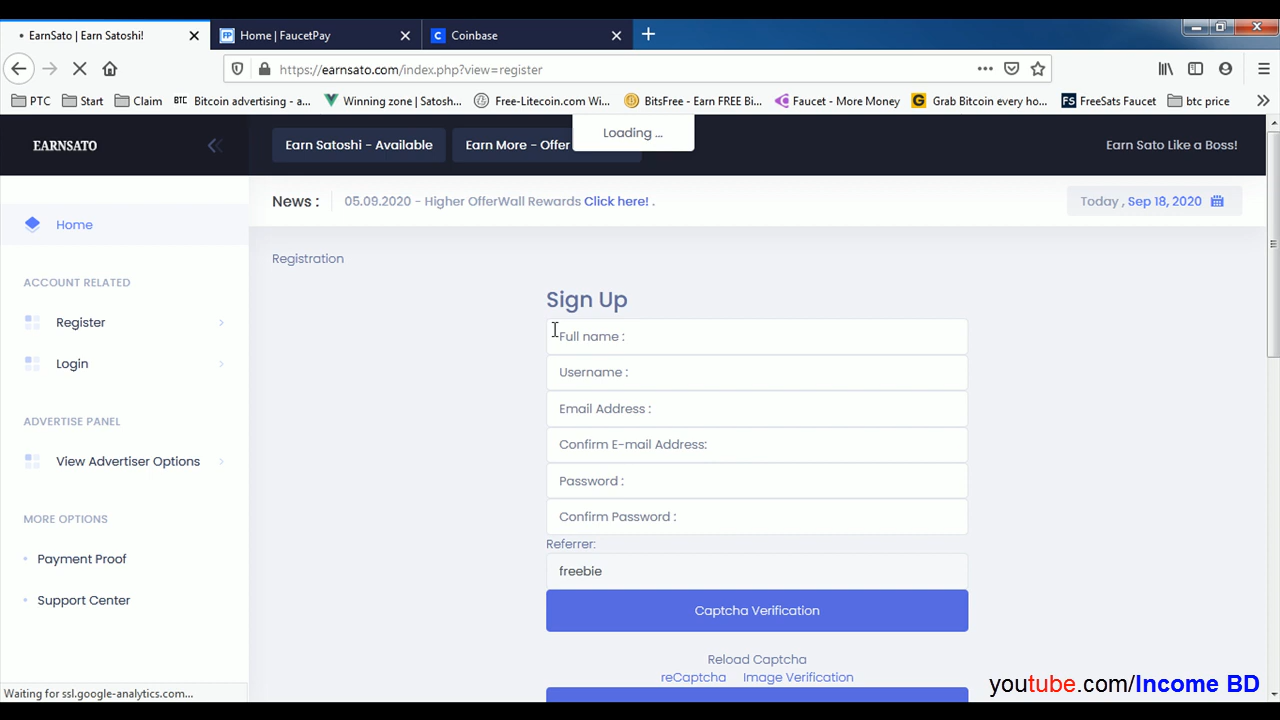 EarnSato | Earn Satoshi!
Home | FaucetPay
Coinbase
https://earnsato.com/index.php?view=register
PTC
Start
Claim
BTC Bitcoin advertising - a...
Winning zone | Satosh...
Free-Litecoin.com Wi...
BitsFree - Earn FREE Bi...
Faucet - More Money
Grab Bitcoin every ho...
FS FreeSats Faucet
btc price
EARNSATO
Earn Satoshi - Available
Earn More - Offer
Loading ...
Earn Sato Like a Boss!
News :
05.09.2020 - Higher OfferWall Rewards Click here! .
Today , Sep 18, 2020
Home
ACCOUNT RELATED
Register
Login
ADVERTISE PANEL
View Advertiser Options
MORE OPTIONS
Payment Proof
Support Center
Registration
Sign Up
Full name :
Username :
Email Address :
Confirm E-mail Address:
Password :
Confirm Password :
Referrer:
freebie
Captcha Verification
Reload Captcha
reCaptcha Image Verification
Waiting for ssl.google-analytics.com...
youtube.com/Income BD